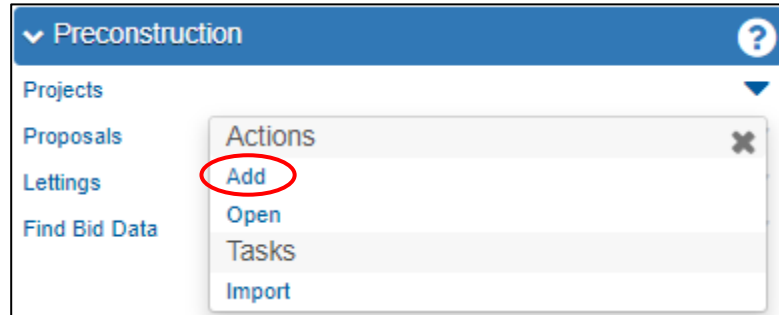 Preconstruction ?
Projects
Proposals
Lettings
Find Bid Data
Actions
Add
Open
Tasks
Import